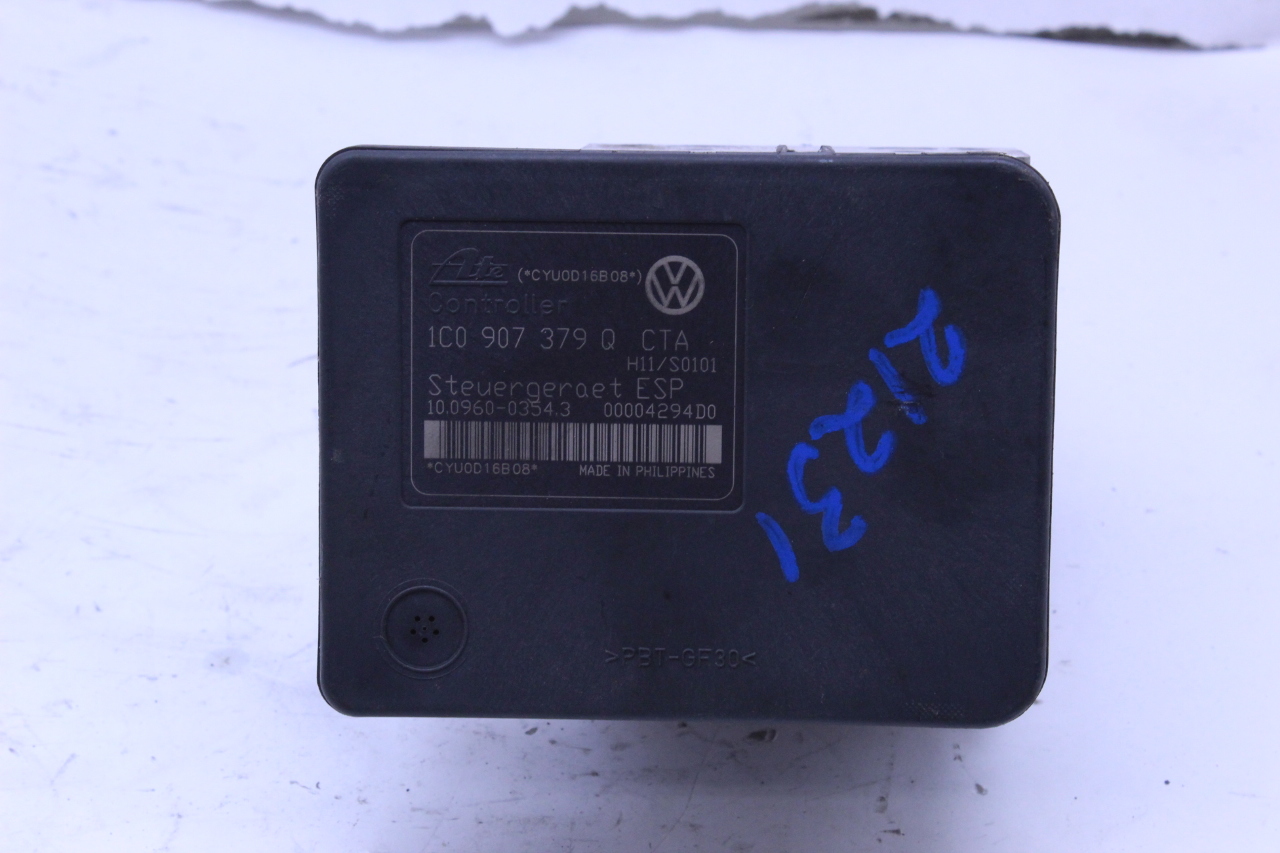 Ate (*CYU0D16B08*)
Controller
1C0 907 379 Q CTA
H11/S0101
Steuergeraet ESP
10.0960-0354.3 00004294D0
*CYU0D16B08* MADE IN PHILIPPINES
21231
>PBT-GF30<